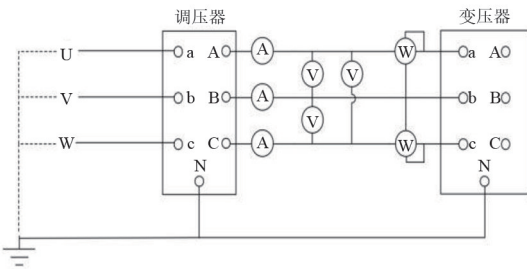 调压器 变压器
U a A A W a A
V V
V b B A b B
V
W c C A W c C
N N